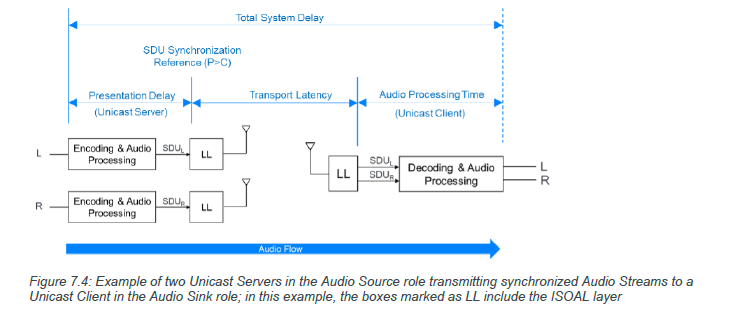 Total System Delay
SDU Synchronization
Reference (P>C)
Presentation Delay
(Unicast Server)
Transport Latency
Audio Processing Time
(Unicast Client)
L
Encoding & Audio
Processing
SDUL
LL
R
Encoding & Audio
Processing
SDUR
LL
LL
SDUL
SDUR
Decoding & Audio
Processing
L
R
Audio Flow
Figure 7.4: Example of two Unicast Servers in the Audio Source role transmitting synchronized Audio Streams to a
Unicast Client in the Audio Sink role; in this example, the boxes marked as LL include the ISOAL layer